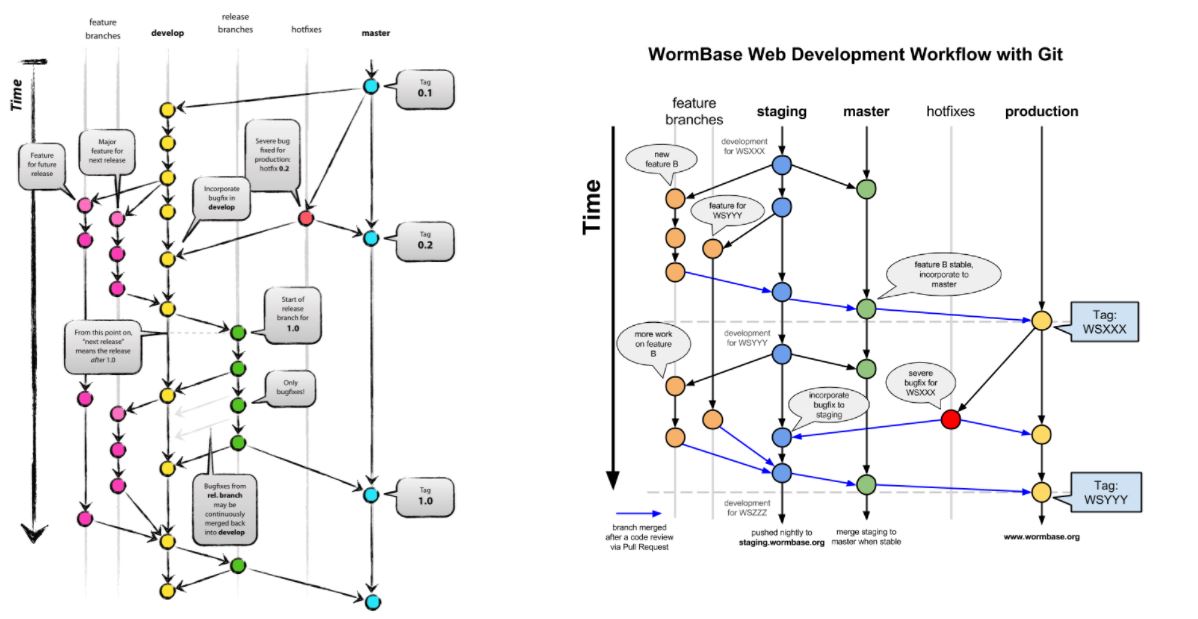 feature
branches
develop
release
branches
hotfixes
master
Time
Tag
0.1
Feature
for future
release
Major
feature for
next release
Severe bug
fixed for
production:
hotfix 0.2
Incorporate
bugfix in
develop
Tag
0.2
Start of
release
branch for
1.0
From this point on,
"next release"
means the release
after 1.0
Only
bugfixes!
Bugfixes from
rel. branch
may be
continuously
merged back
into develop
Tag
1.0
WormBase Web Development Workflow with Git
feature
branches
staging
master
hotfixes
production
Time
development
for WSXXX
new
feature B
feature for
WSYYY
feature B stable,
incorporate to
master
Tag:
WSXXX
development
for WSYYY
more work
on feature
B
severe
bugfix for
WSXXX
incorporate
bugfix to
staging
Tag:
WSYYY
development
for WSZZZ
branch merged
after a code review
via Pull Request
pushed nightly to
staging.wormbase.org
merge staging to
master when stable
www.wormbase.org